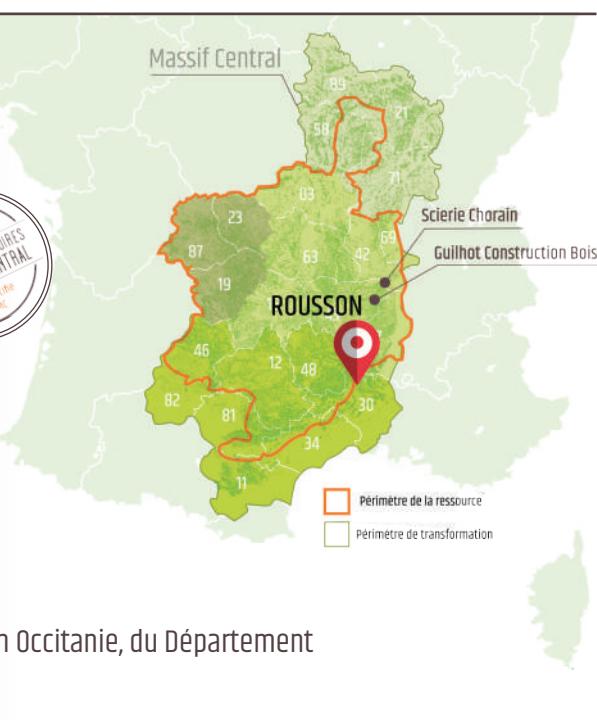 Massif Central
89
21
58
71
03
Scierie Chorain
23
69
Guilhot Construction Bois
87
63
42
19
ROUSSON
46
12
48
30
82
81
34
11
Périmètre de la ressource
Périmètre de transformation
n Occitanie, du Département